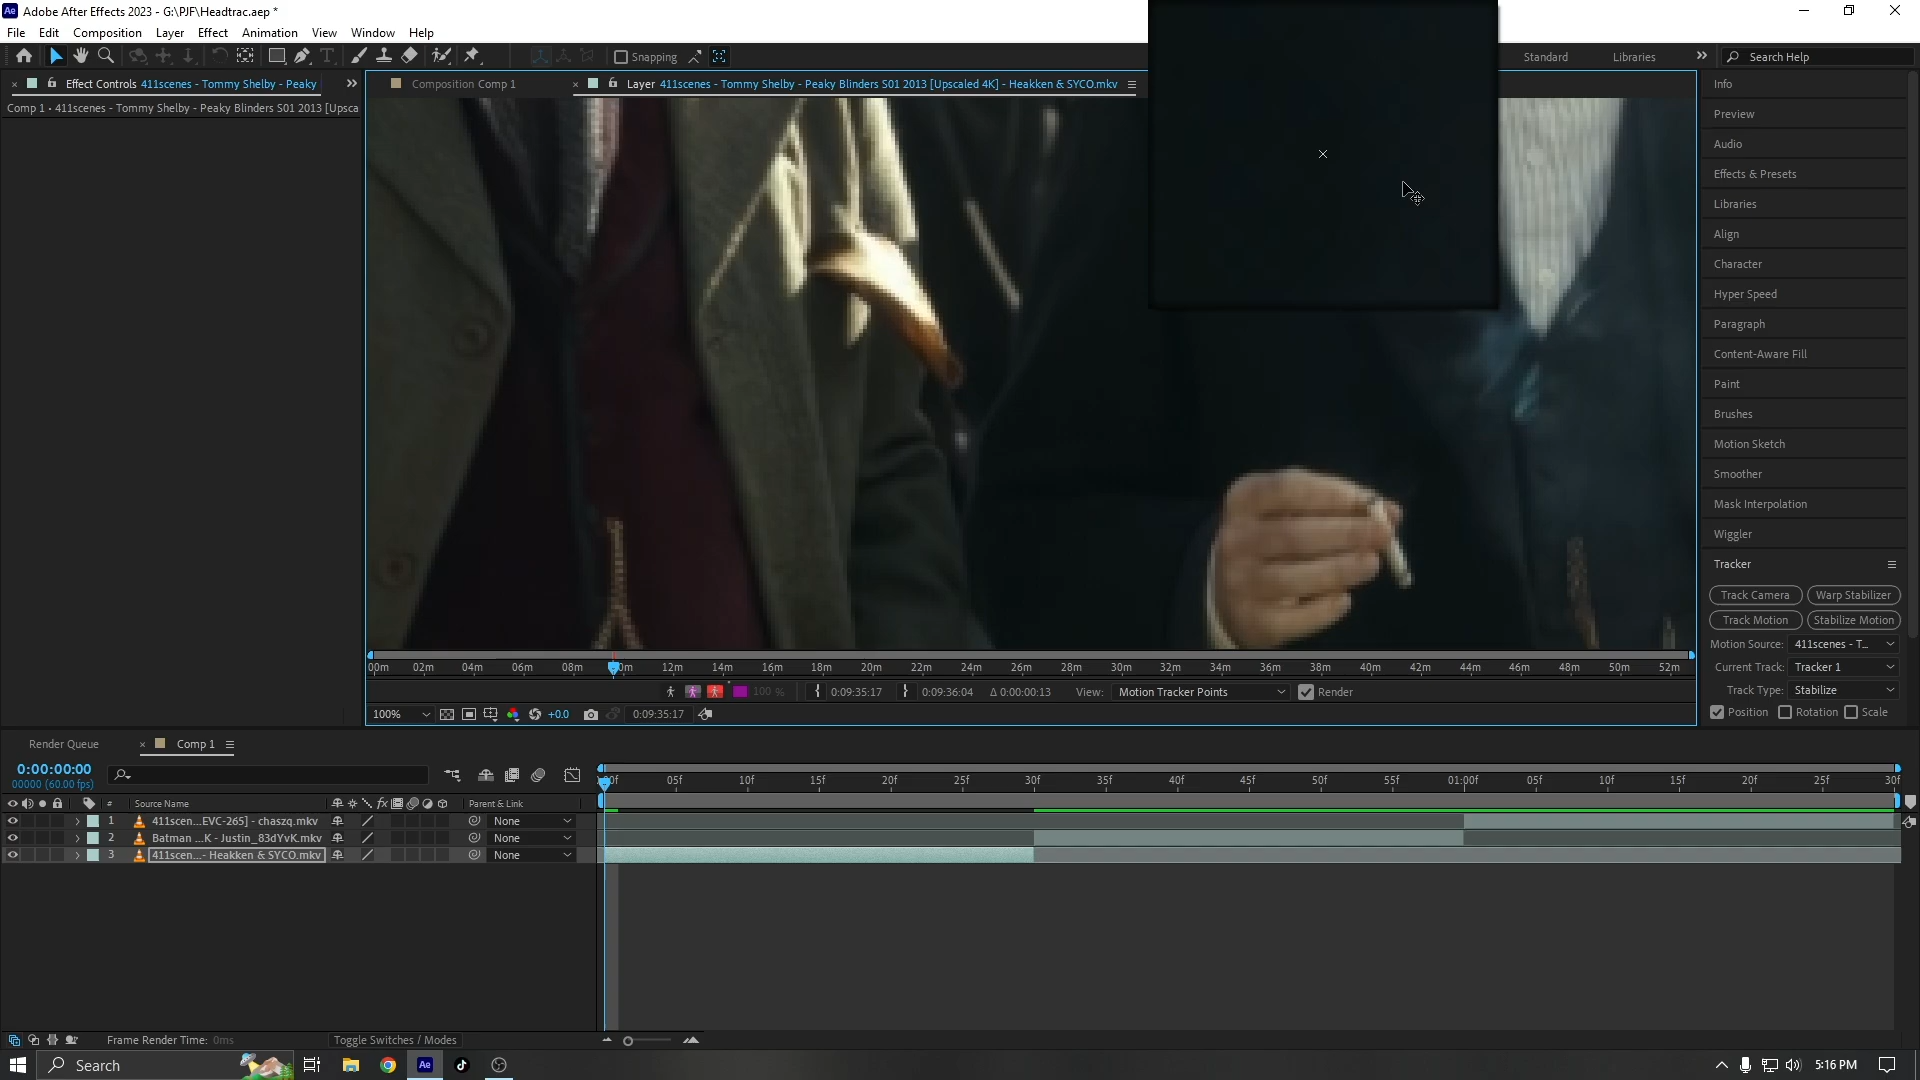 Ae Adobe After Effects 2023 - G:\PJF\Headtrac.aep *
File Edit Composition Layer Effect Animation View Window Help
Snapping
Standard
Libraries
Search Help
Effect Controls 411scenes - Tommy Shelby - Peaky
Composition Comp 1
Layer 411scenes - Tommy Shelby - Peaky Blinders S01 2013 [Upscaled 4K] - Heakken & SYCO.mkv
Comp 1 • 411scenes - Tommy Shelby - Peaky Blinders S01 2013 [Upsca
Info
Preview
Audio
Effects & Presets
Libraries
Align
Character
Hyper Speed
Paragraph
Content-Aware Fill
Paint
Brushes
Motion Sketch
Smoother
Mask Interpolation
Wiggler
Tracker
Track Camera Warp Stabilizer
Track Motion Stabilize Motion
Motion Source: 411scenes - T...
Current Track: Tracker 1
Track Type: Stabilize
Position Rotation Scale
00m 02m 04m 06m 08m 0m 12m 14m 16m 18m 20m 22m 24m 26m 28m 30m 32m 34m 36m 38m 40m 42m 44m 46m 48m 50m 52m
100 % 0:09:35:17 0:09:36:04 Δ 0:00:00:13 View: Motion Tracker Points Render
100% +0.0 0:09:35:17
Render Queue
Comp 1
0:00:00:00
00000 (60.00 fps)
00f 05f 10f 15f 20f 25f 30f 35f 40f 45f 50f 55f 01:00f 05f 10f 15f 20f 25f 30f
# Source Name fx Parent & Link
1 411scen...EVC-265] - chaszq.mkv None
2 Batman ...K - Justin_83dYvK.mkv None
3 411scen...- Heakken & SYCO.mkv None
Frame Render Time: 0ms
Toggle Switches / Modes
Search
Ae
5:16 PM